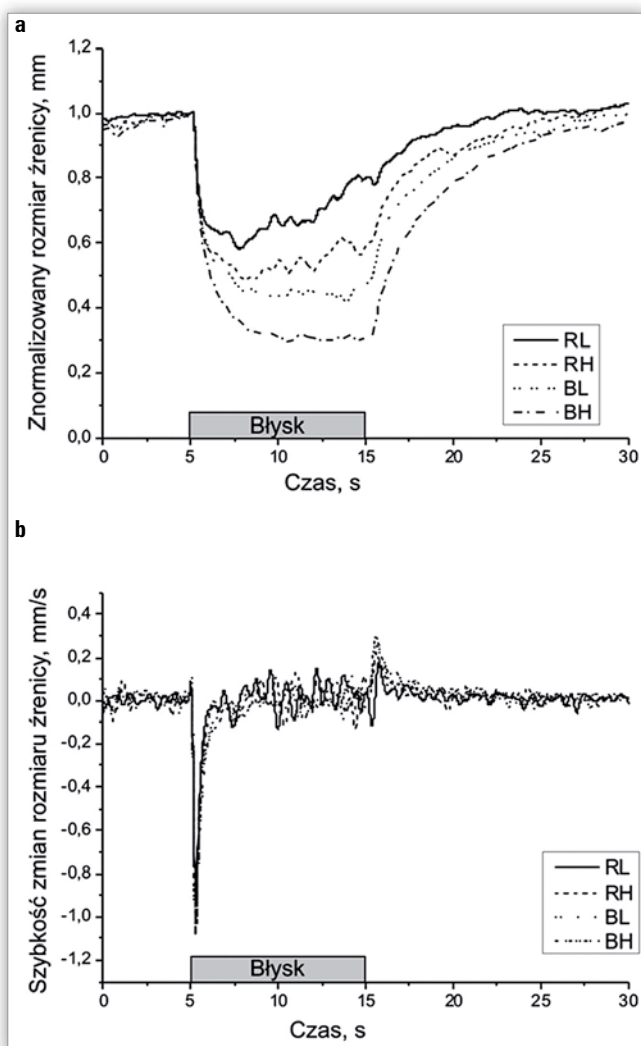 a
Znormalizowany rozmiar źrenicy, mm
1,2
1,0
0,8
0,6
0,4
0,2
0,0
RL
RH
BL
BH
Błysk
0 5 10 15 20 25 30
Czas, s
b
Szybkość zmian rozmiaru źrenicy, mm/s
0,4
0,2
0,0
-0,2
-0,4
-0,6
-0,8
-1,0
-1,2
RL
RH
BL
BH
Błysk
0 5 10 15 20 25 30
Czas, s